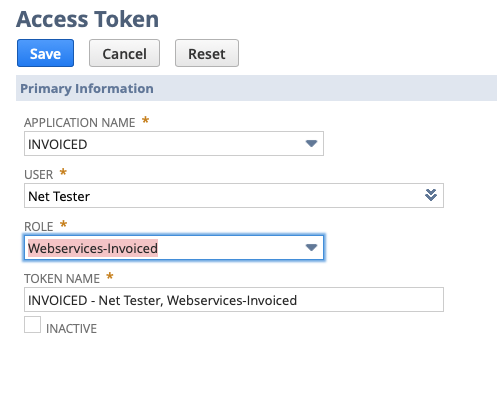 Access Token
Save Cancel Reset
Primary Information
APPLICATION NAME *
INVOICED
USER *
Net Tester
ROLE *
Webservices-Invoiced
TOKEN NAME *
INVOICED - Net Tester, Webservices-Invoiced
INACTIVE